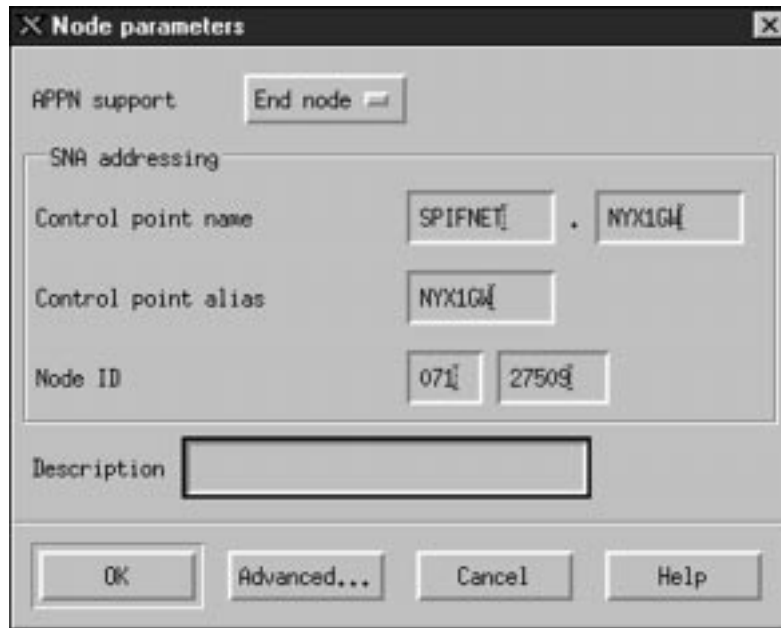 Node parameters
APPN support End node
SNA addressing
Control point name SPIFNET . NYX1GW
Control point alias NYX1GW
Node ID 071 27509
Description
OK Advanced... Cancel Help